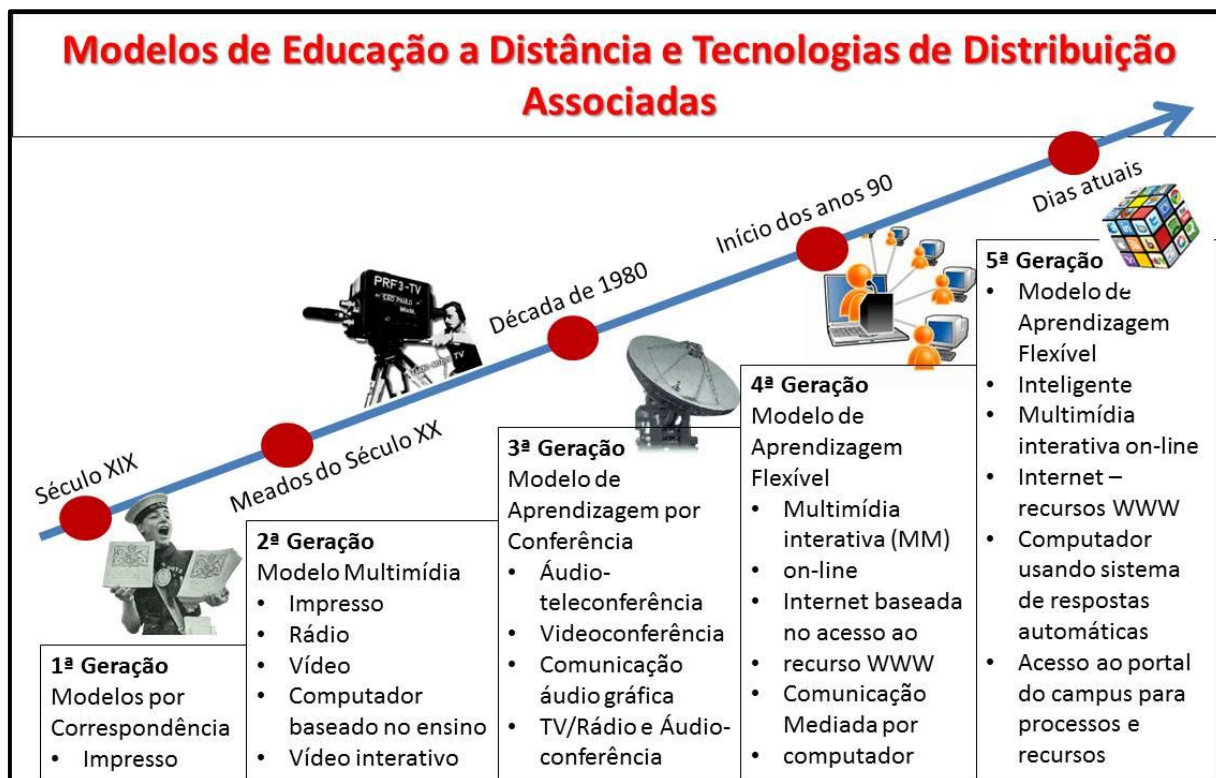 Modelos de Educação a Distância e Tecnologias de Distribuição
Associadas
Século XIX
Meados do Século XX
Década de 1980
Início dos anos 90
Dias atuais
PRF3-TV
SÃO PAULO
BRASIL
1ª Geração
Modelos por
Correspondência
• Impresso
2ª Geração
Modelo Multimídia
• Impresso
• Rádio
• Vídeo
• Computador
baseado no ensino
• Vídeo interativo
3ª Geração
Modelo de
Aprendizagem por
Conferência
• Áudio-
teleconferência
• Videoconferência
• Comunicação
áudio gráfica
• TV/Rádio e Áudio-
conferência
4ª Geração
Modelo de
Aprendizagem
Flexível
• Multimídia
interativa (MM)
• on-line
• Internet baseada
no acesso ao
• recurso WWW
• Comunicação
Mediada por
• computador
5ª Geração
• Modelo de
Aprendizagem
Flexível
• Inteligente
• Multimídia
interativa on-line
• Internet –
recursos WWW
• Computador
usando sistema
de respostas
automáticas
• Acesso ao portal
do campus para
processos e
recursos